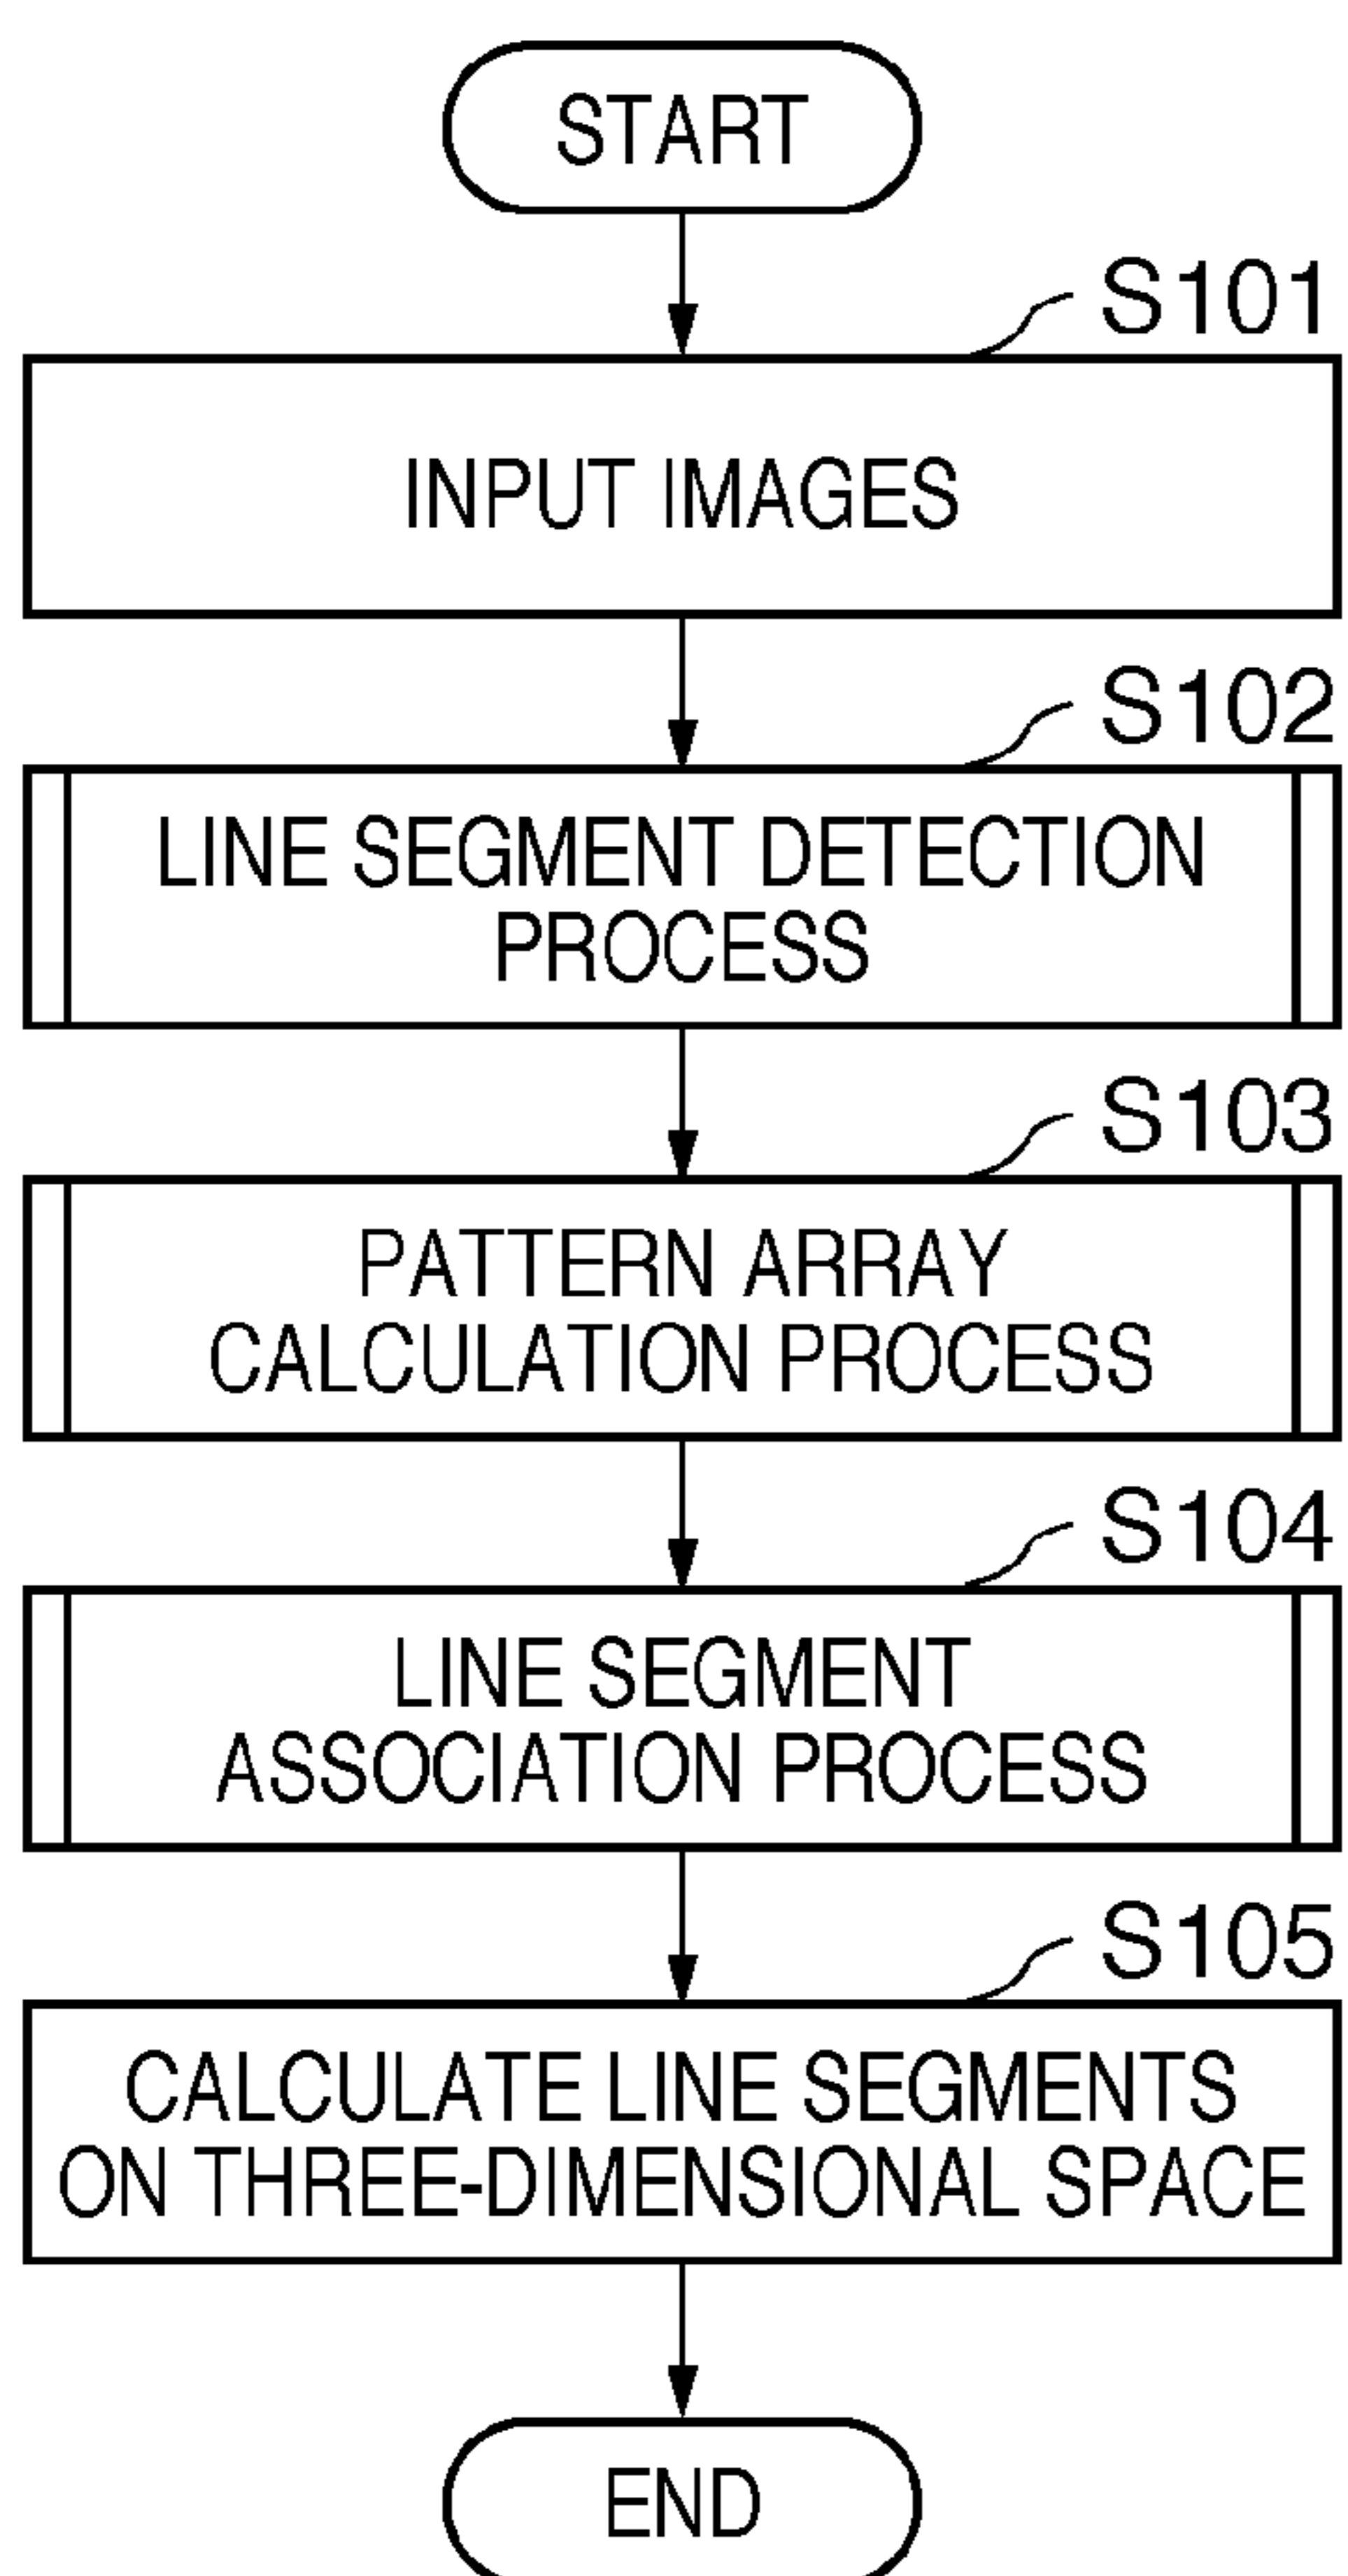 START
S101
INPUT IMAGES
S102
LINE SEGMENT DETECTION
PROCESS
S103
PATTERN ARRAY
CALCULATION PROCESS
S104
LINE SEGMENT
ASSOCIATION PROCESS
S105
CALCULATE LINE SEGMENTS
ON THREE-DIMENSIONAL SPACE
END